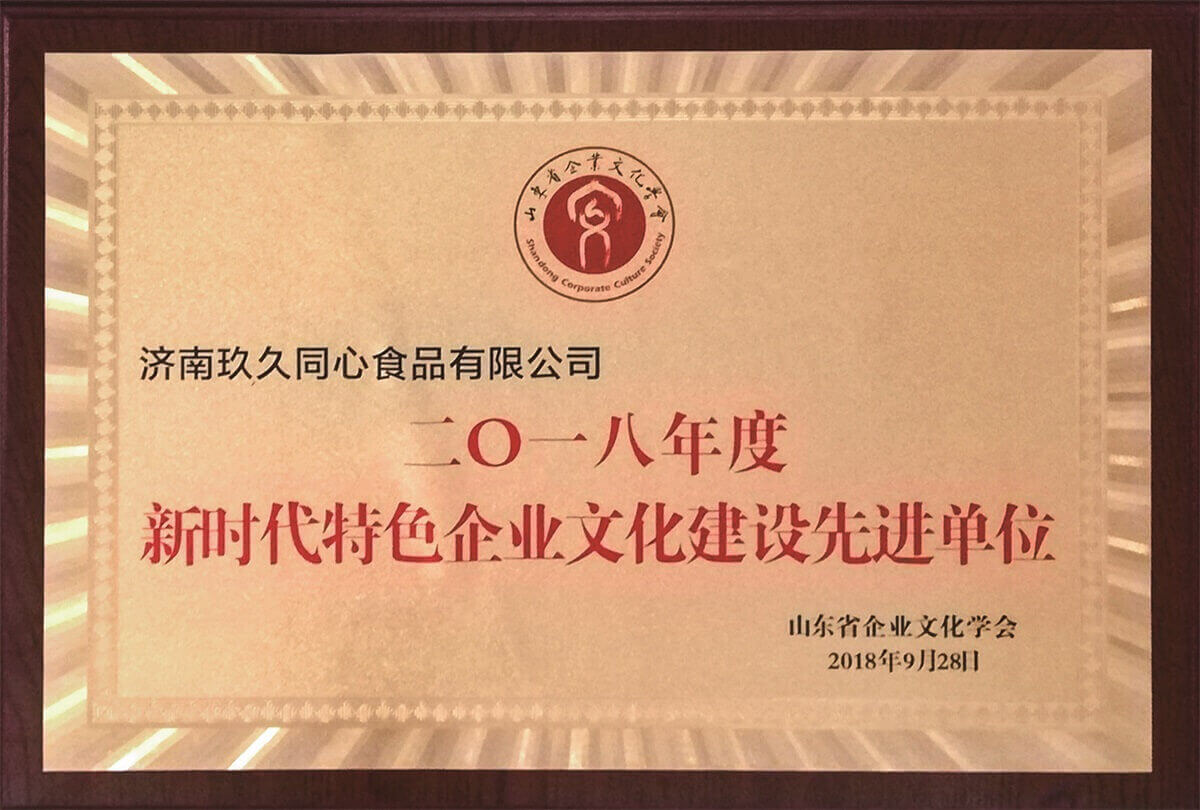 山东省企業文化学會
Shandong Corporate Culture Society
济南玖久同心食品有限公司
二〇一八年度
新时代特色企业文化建设先进单位
山东省企业文化学会
2018年9月28日